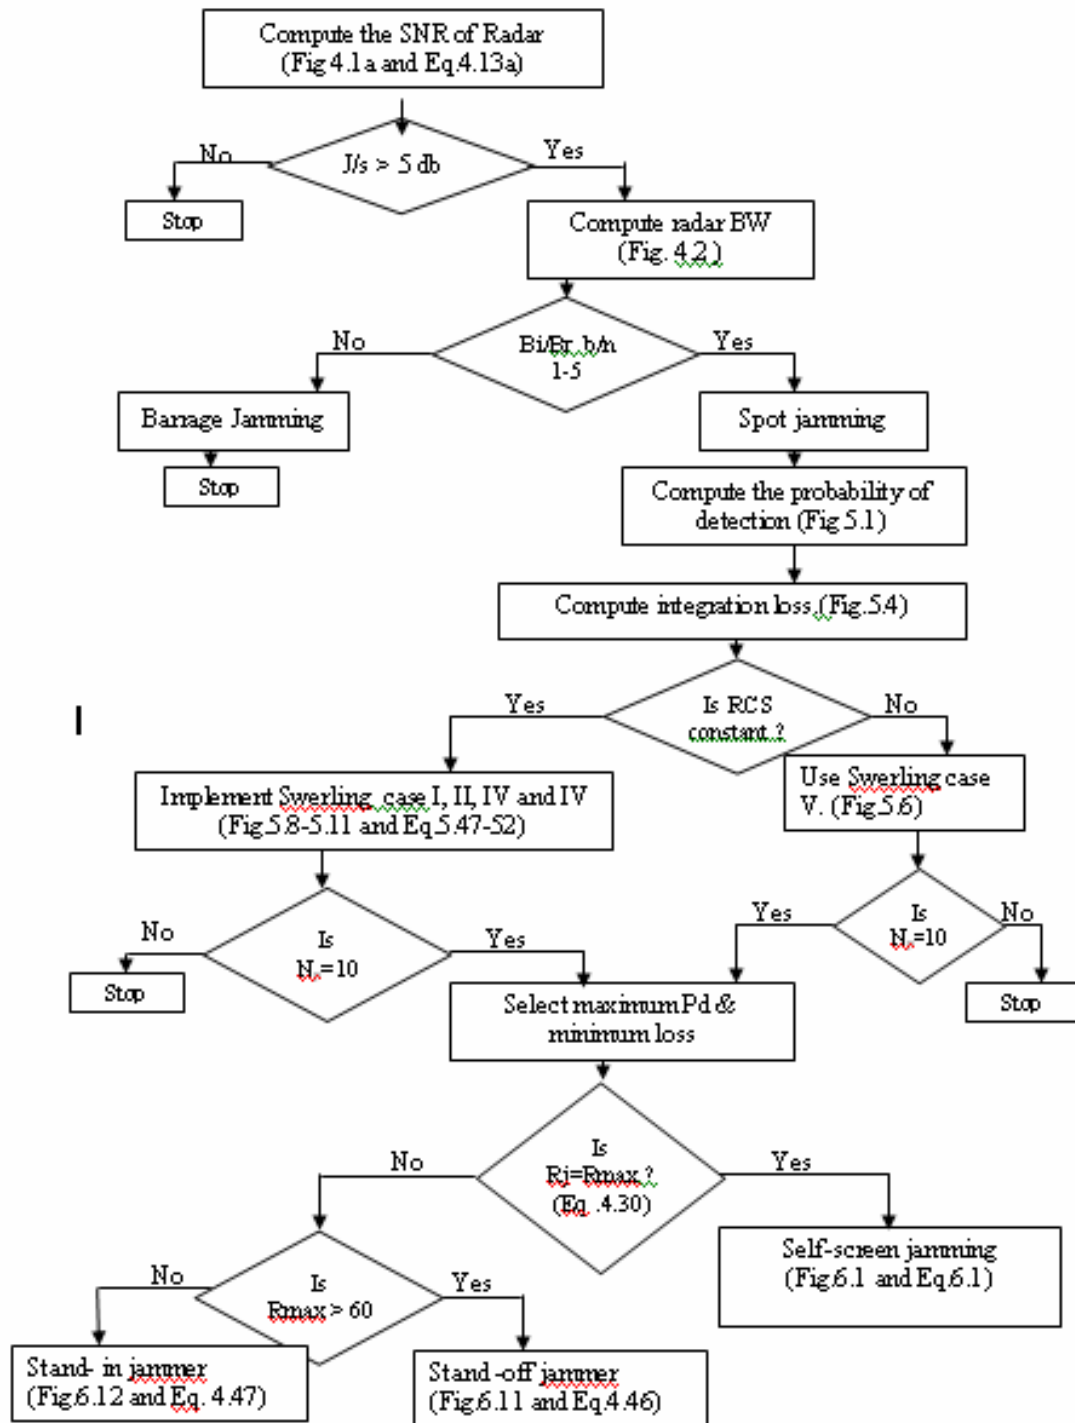 Compute the SNR of Radar
(Fig 4.1a and Eq.4.13a)
No
J/s > .5 db
Yes
Stop
Compute radar BW
(Fig. 4.2)
No
Bi/Br b/n
1-5
Yes
Barrage Jamming
Spot jamming
Stop
Compute the probability of
detection (Fig 5.1)
Compute integration loss.(Fig.5.4)
Yes
Is RCS
constant ?
No
Implement Swerling case I, II, IV and IV
(Fig.5.8-5.11 and Eq.5.47-52)
Use Swerling case
V. (Fig.5.6)
No
Is
Yes
Yes
Is
No
Stop
Select maximum Pd &
minimum loss
Stop
No
Is
Rj=Rmax ?
(Eq .4.30)
Yes
Self-screen jamming
(Fig.6.1 and Eq.6.1)
No
Is
Rmax > 60
Yes
Stand- in jammer
(Fig.6.12 and Eq. 4.47)
Stand -off jammer
(Fig.6.11 and Eq.4.46)